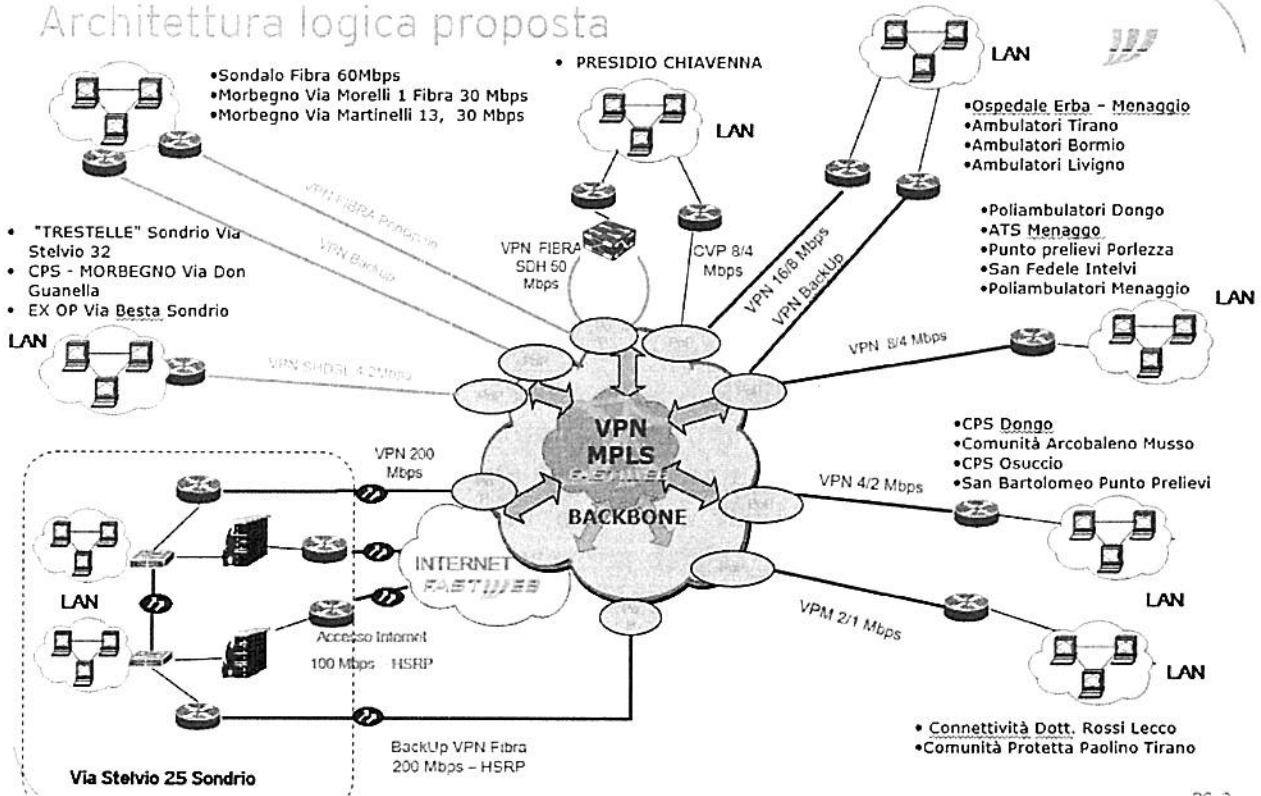 Architettura logica proposta
•Sondalo Fibra 60Mbps
•Morbegno Via Morelli 1 Fibra 30 Mbps
•Morbegno Via Martinelli 13, 30 Mbps
• PRESIDIO CHIAVENNA
LAN
LAN
•Ospedale Erba – Menaggio
•Ambulatori Tirano
•Ambulatori Bormio
•Ambulatori Livigno
VPN FIBRA
VPN Backup
VPN FIBRA
SDH 50
Mbps
CVP 8/4
Mbps
VPN 16/8 Mbps
VPN BackUp
•Poliambulatori Dongo
•ATS Menaggo
•Punto prelievi Porlezza
•San Fedele Intelvi
•Poliambulatori Menaggio
LAN
• "TRESTELLE" Sondrio Via
Stelvio 32
• CPS - MORBEGNO Via Don
Guanella
• EX OP Via Besta Sondrio
LAN
VPN SHDSL 4 2Mbps
VPN 8/4 Mbps
VPN
MPLS
FASTWEB
BACKBONE
•CPS Dongo
•Comunità Arcobaleno Musso
•CPS Osuccio
•San Bartolomeo Punto Prelievi
VPN 4/2 Mbps
LAN
VPN 200
Mbps
INTERNET
FASTWEB
LAN
Accesso Internet
100 Mbps – HSRP
VPM 2/1 Mbps
LAN
• Connettività Dott. Rossi Lecco
•Comunità Protetta Paolino Tirano
BackUp VPN Fibra
200 Mbps – HSRP
Via Stelvio 25 Sondrio